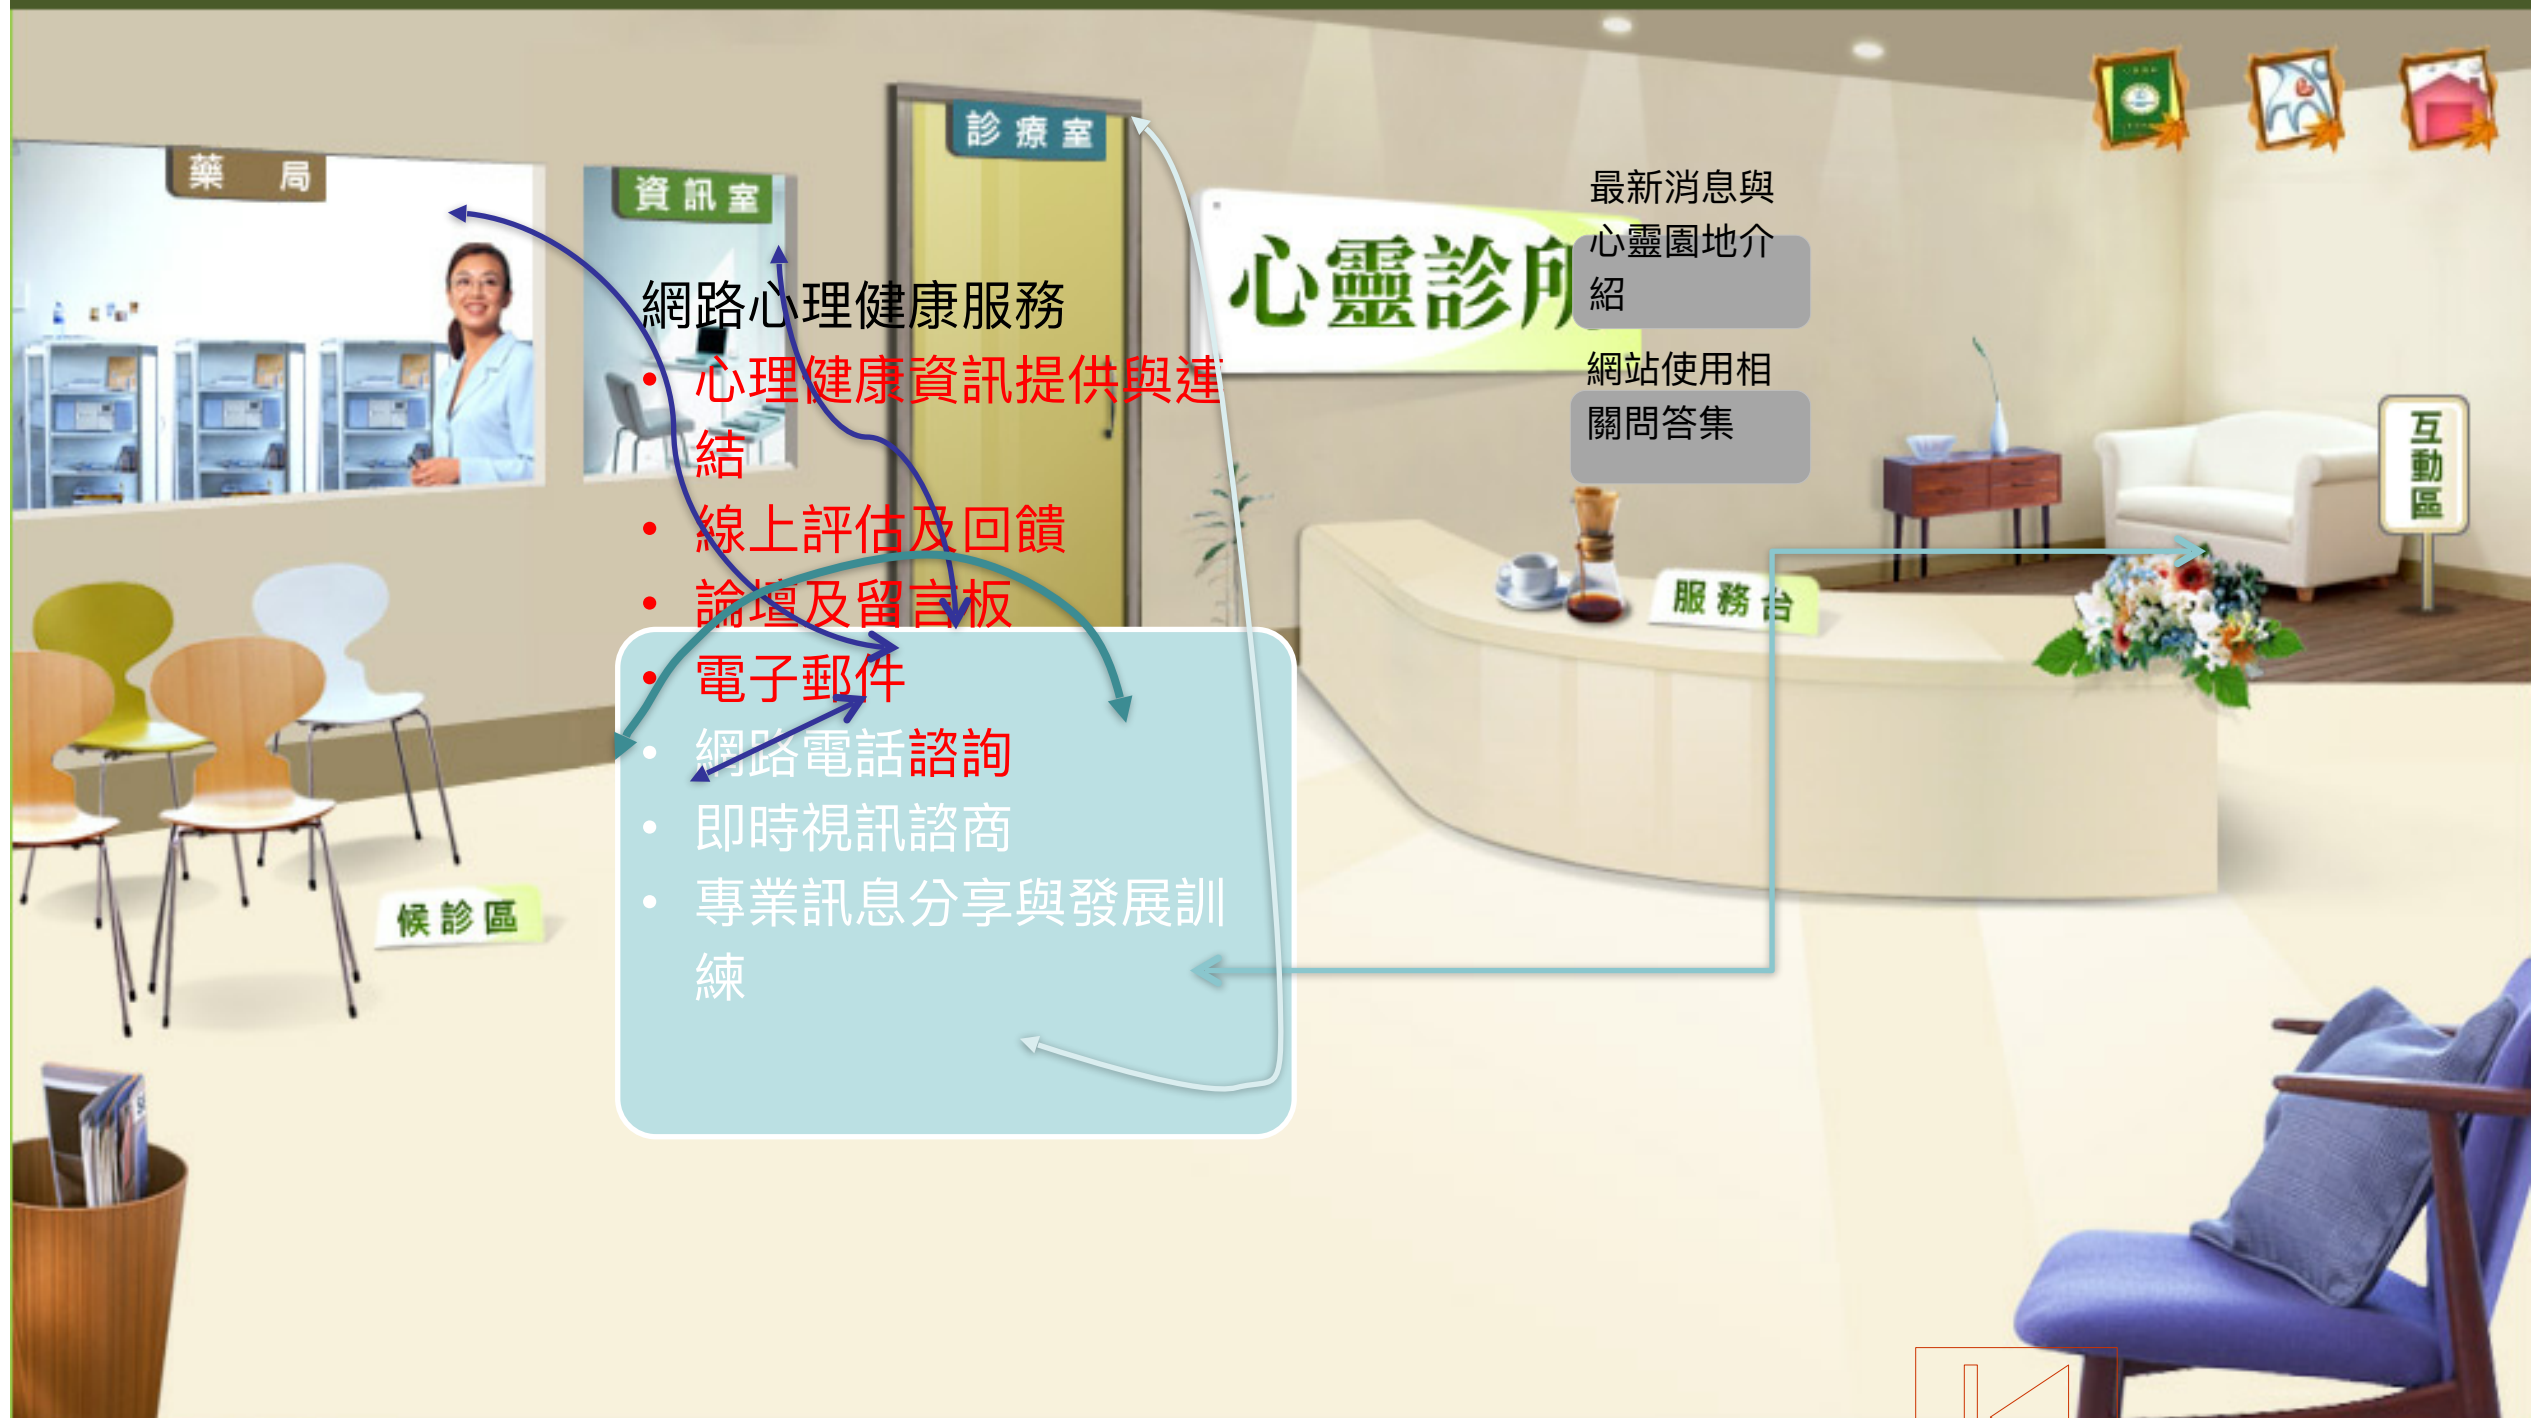 診療室
藥 局
資訊室
心靈診所
最新消息與
心靈園地介
紹
網路心理健康服務
• 心理健康資訊提供與連
結
網站使用相
關問答集
互動區
• 線上評估及回饋
• 論壇及留言板
服務台
• 電子郵件
• 網路電話諮詢
• 即時視訊諮商
• 專業訊息分享與發展訓
練
候診區